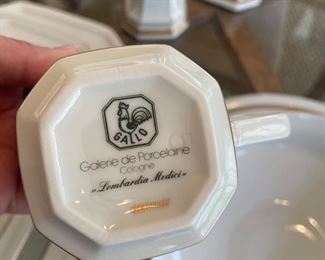 GALLO
Galerie de Porcelaine
Cologne
»Lombardia Medici«